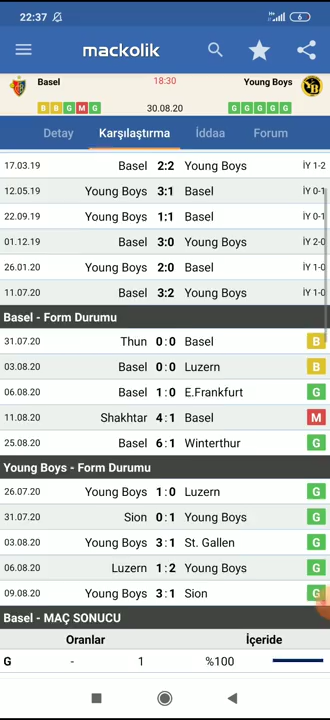 22:37 6
mackolik
Basel 18:30 Young Boys
B B G M G 30.08.20 G G G G G
Detay Karşılaştırma İddaa Forum
17.03.19 Basel 2:2 Young Boys İY 1-2
12.05.19 Young Boys 3:1 Basel İY 0-1
22.09.19 Young Boys 1:1 Basel İY 0-1
01.12.19 Basel 3:0 Young Boys İY 2-0
26.01.20 Young Boys 2:0 Basel İY 1-0
11.07.20 Basel 3:2 Young Boys İY 1-0
Basel - Form Durumu
31.07.20 Thun 0:0 Basel B
03.08.20 Basel 0:0 Luzern B
06.08.20 Basel 1:0 E.Frankfurt G
11.08.20 Shakhtar 4:1 Basel M
25.08.20 Basel 6:1 Winterthur G
Young Boys - Form Durumu
26.07.20 Young Boys 1:0 Luzern G
31.07.20 Sion 0:1 Young Boys G
03.08.20 Young Boys 3:1 St. Gallen G
06.08.20 Luzern 1:2 Young Boys G
09.08.20 Young Boys 3:1 Sion G
Basel - MAÇ SONUCU
Oranlar İçeride
G - 1 %100